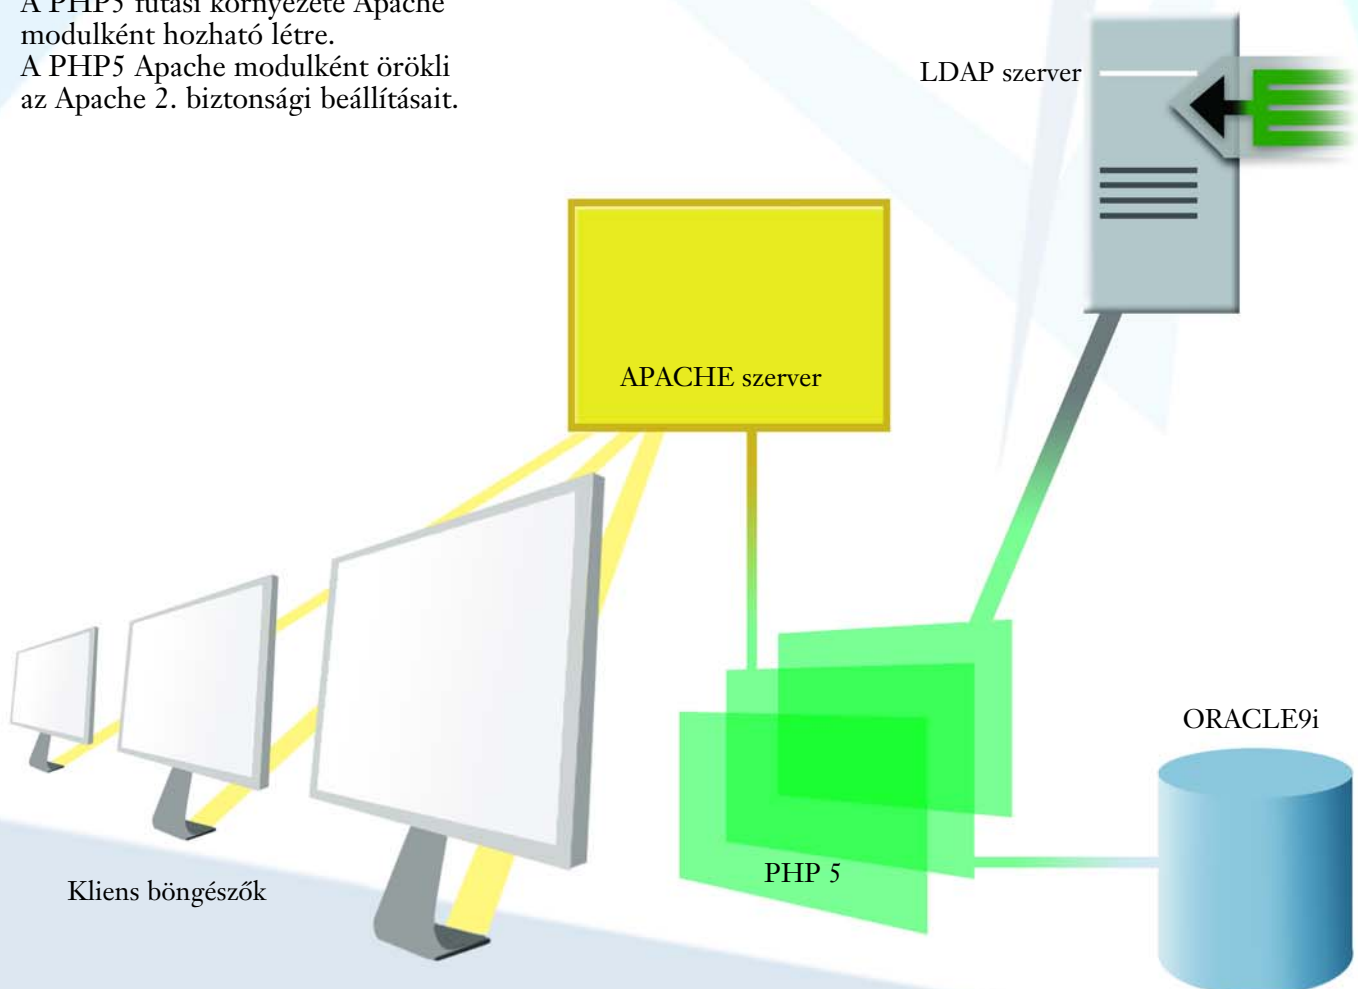 A PHP5 futási környezete Apache
modulként hozható létre.
A PHP5 Apache modulként örökli
az Apache 2. biztonsági beállításait.
LDAP szerver
APACHE szerver
ORACLE9i
PHP 5
Kliens böngészők